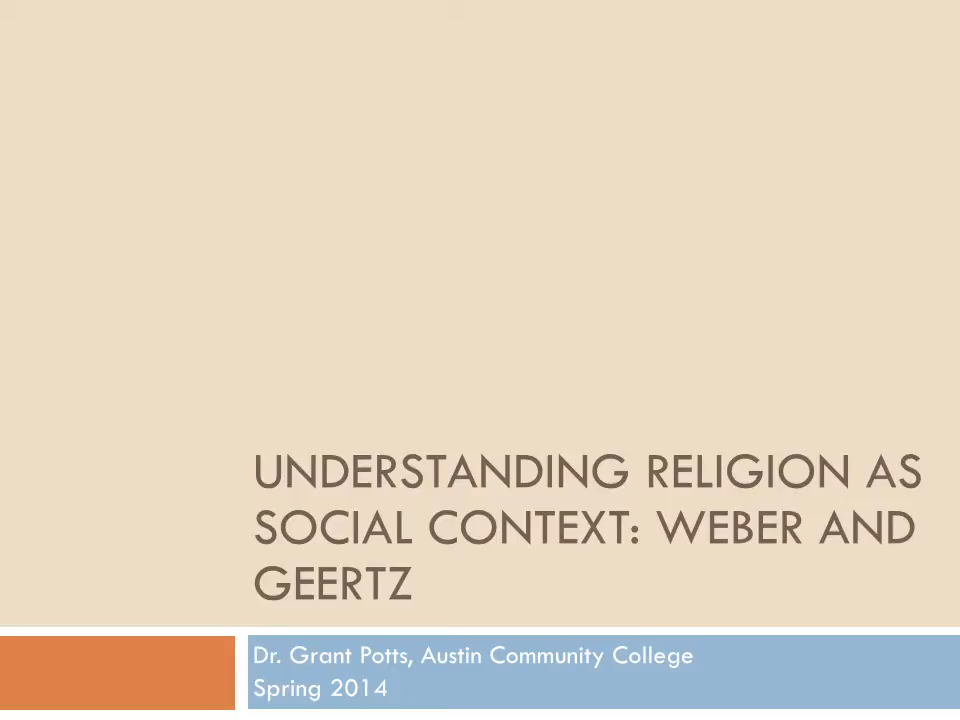 UNDERSTANDING RELIGION AS
SOCIAL CONTEXT: WEBER AND
GEERTZ
Dr. Grant Potts, Austin Community College
Spring 2014